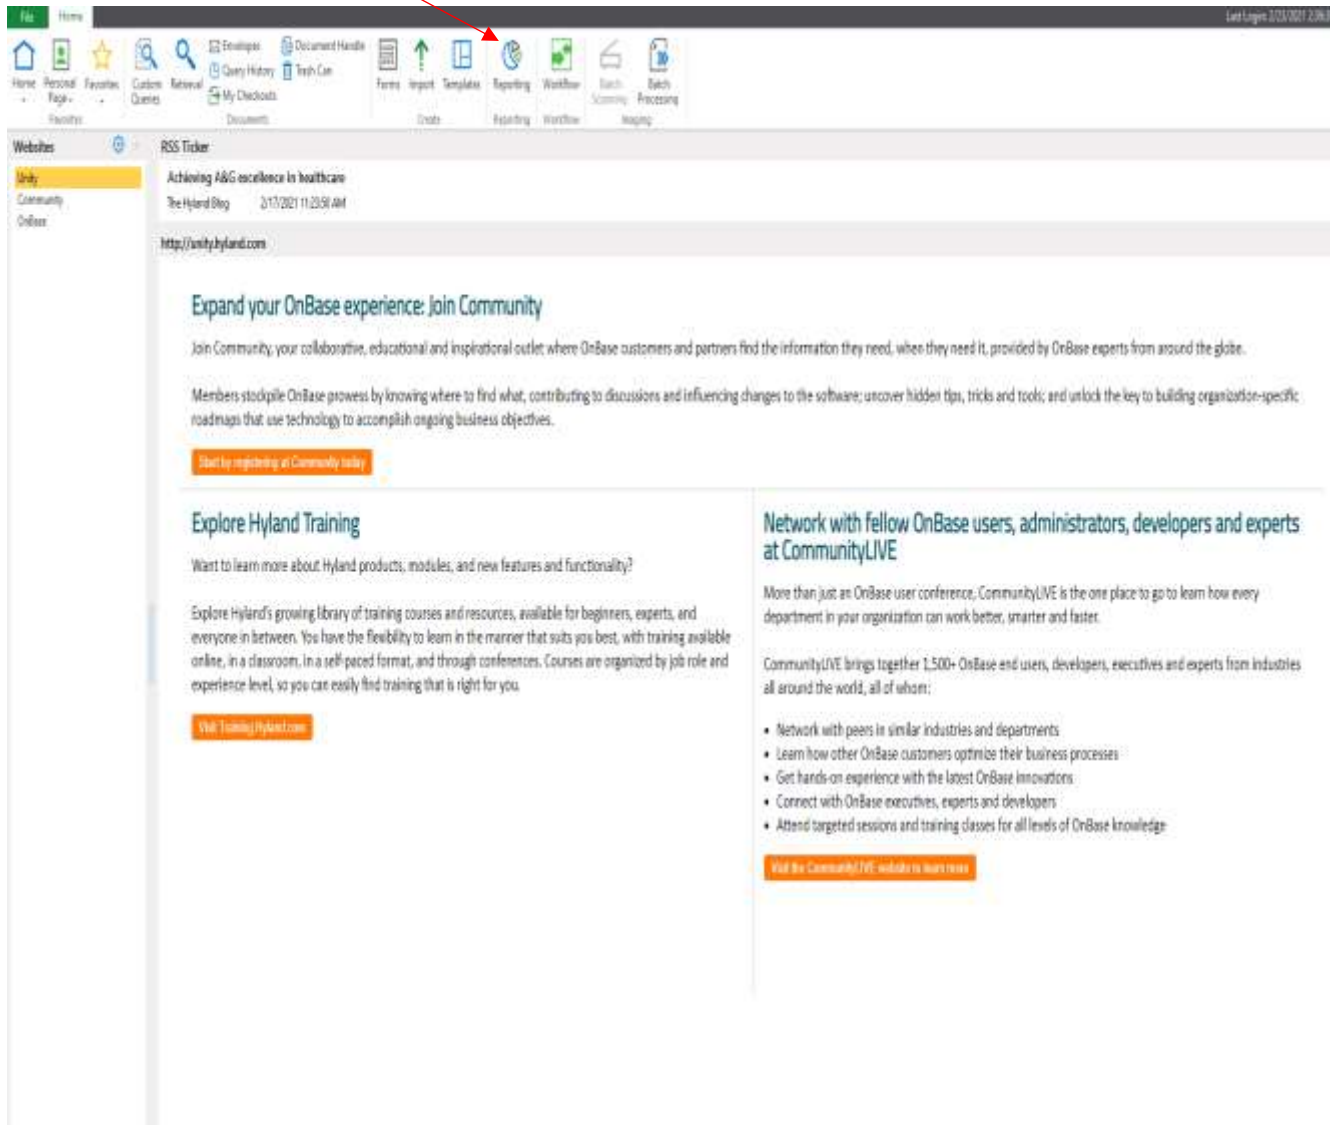 File Home Last Login: 2/23/2021 2:36:3
Envelopes Document Handle
Query History Trash Can
My Checkouts
Home Personal Page Favorites Custom Queries Retrieval Forms Import Templates Reporting Workflow Batch Scanning Batch Processing
Favorites Documents Create Reporting Workflow Imaging
Websites
Unity
Community
OnBase
RSS Ticker
Achieving A&G excellence in healthcare
The Hyland Blog 2/17/2021 11:23:50 AM
http://unity.hyland.com
Expand your OnBase experience: Join Community
Join Community, your collaborative, educational and inspirational outlet where OnBase customers and partners find the information they need, when they need it, provided by OnBase experts from around the globe.
Members stockpile OnBase prowess by knowing where to find what, contributing to discussions and influencing changes to the software; uncover hidden tips, tricks and tools; and unlock the key to building organization-specific
roadmaps that use technology to accomplish ongoing business objectives.
Start by registering at Community today
Explore Hyland Training
Want to learn more about Hyland products, modules, and new features and functionality?
Explore Hyland's growing library of training courses and resources, available for beginners, experts, and
everyone in between. You have the flexibility to learn in the manner that suits you best, with training available
online, in a classroom, in a self-paced format, and through conferences. Courses are organized by job role and
experience level, so you can easily find training that is right for you.
Visit Training.Hyland.com
Network with fellow OnBase users, administrators, developers and experts
at CommunityLIVE
More than just an OnBase user conference, CommunityLIVE is the one place to go to learn how every
department in your organization can work better, smarter and faster.
CommunityLIVE brings together 1,500+ OnBase end users, developers, executives and experts from industries
all around the world, all of whom:
• Network with peers in similar industries and departments
• Learn how other OnBase customers optimize their business processes
• Get hands-on experience with the latest OnBase innovations
• Connect with OnBase executives, experts and developers
• Attend targeted sessions and training classes for all levels of OnBase knowledge
Visit the CommunityLIVE website to learn more